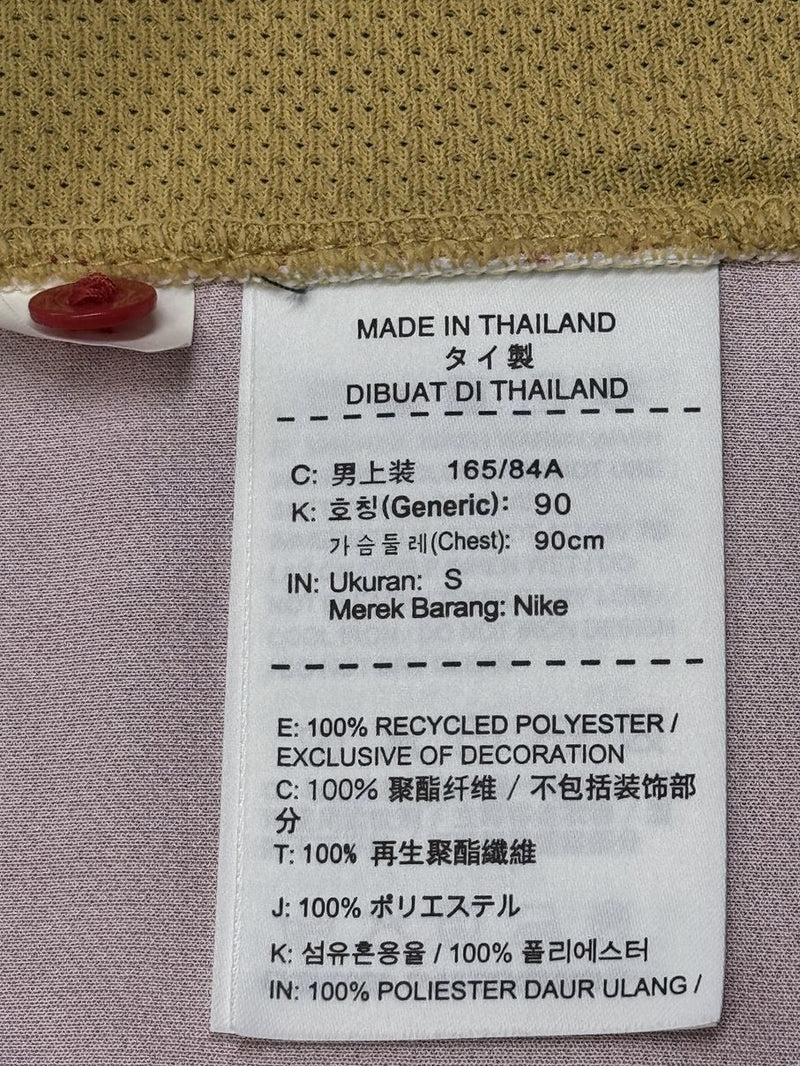 MADE IN THAILAND
タイ製
DIBUAT DI THAILAND
C: 男上装 165/84A
K: 호칭(Generic): 90
가슴둘레(Chest): 90cm
IN: Ukuran: S
Merek Barang: Nike
E: 100% RECYCLED POLYESTER /
EXCLUSIVE OF DECORATION
C: 100% 聚酯纤维 / 不包括装饰部
分
T: 100% 再生聚酯纖維
J: 100% ポリエステル
K: 섬유혼용율 / 100% 폴리에스터
IN: 100% POLIESTER DAUR ULANG /